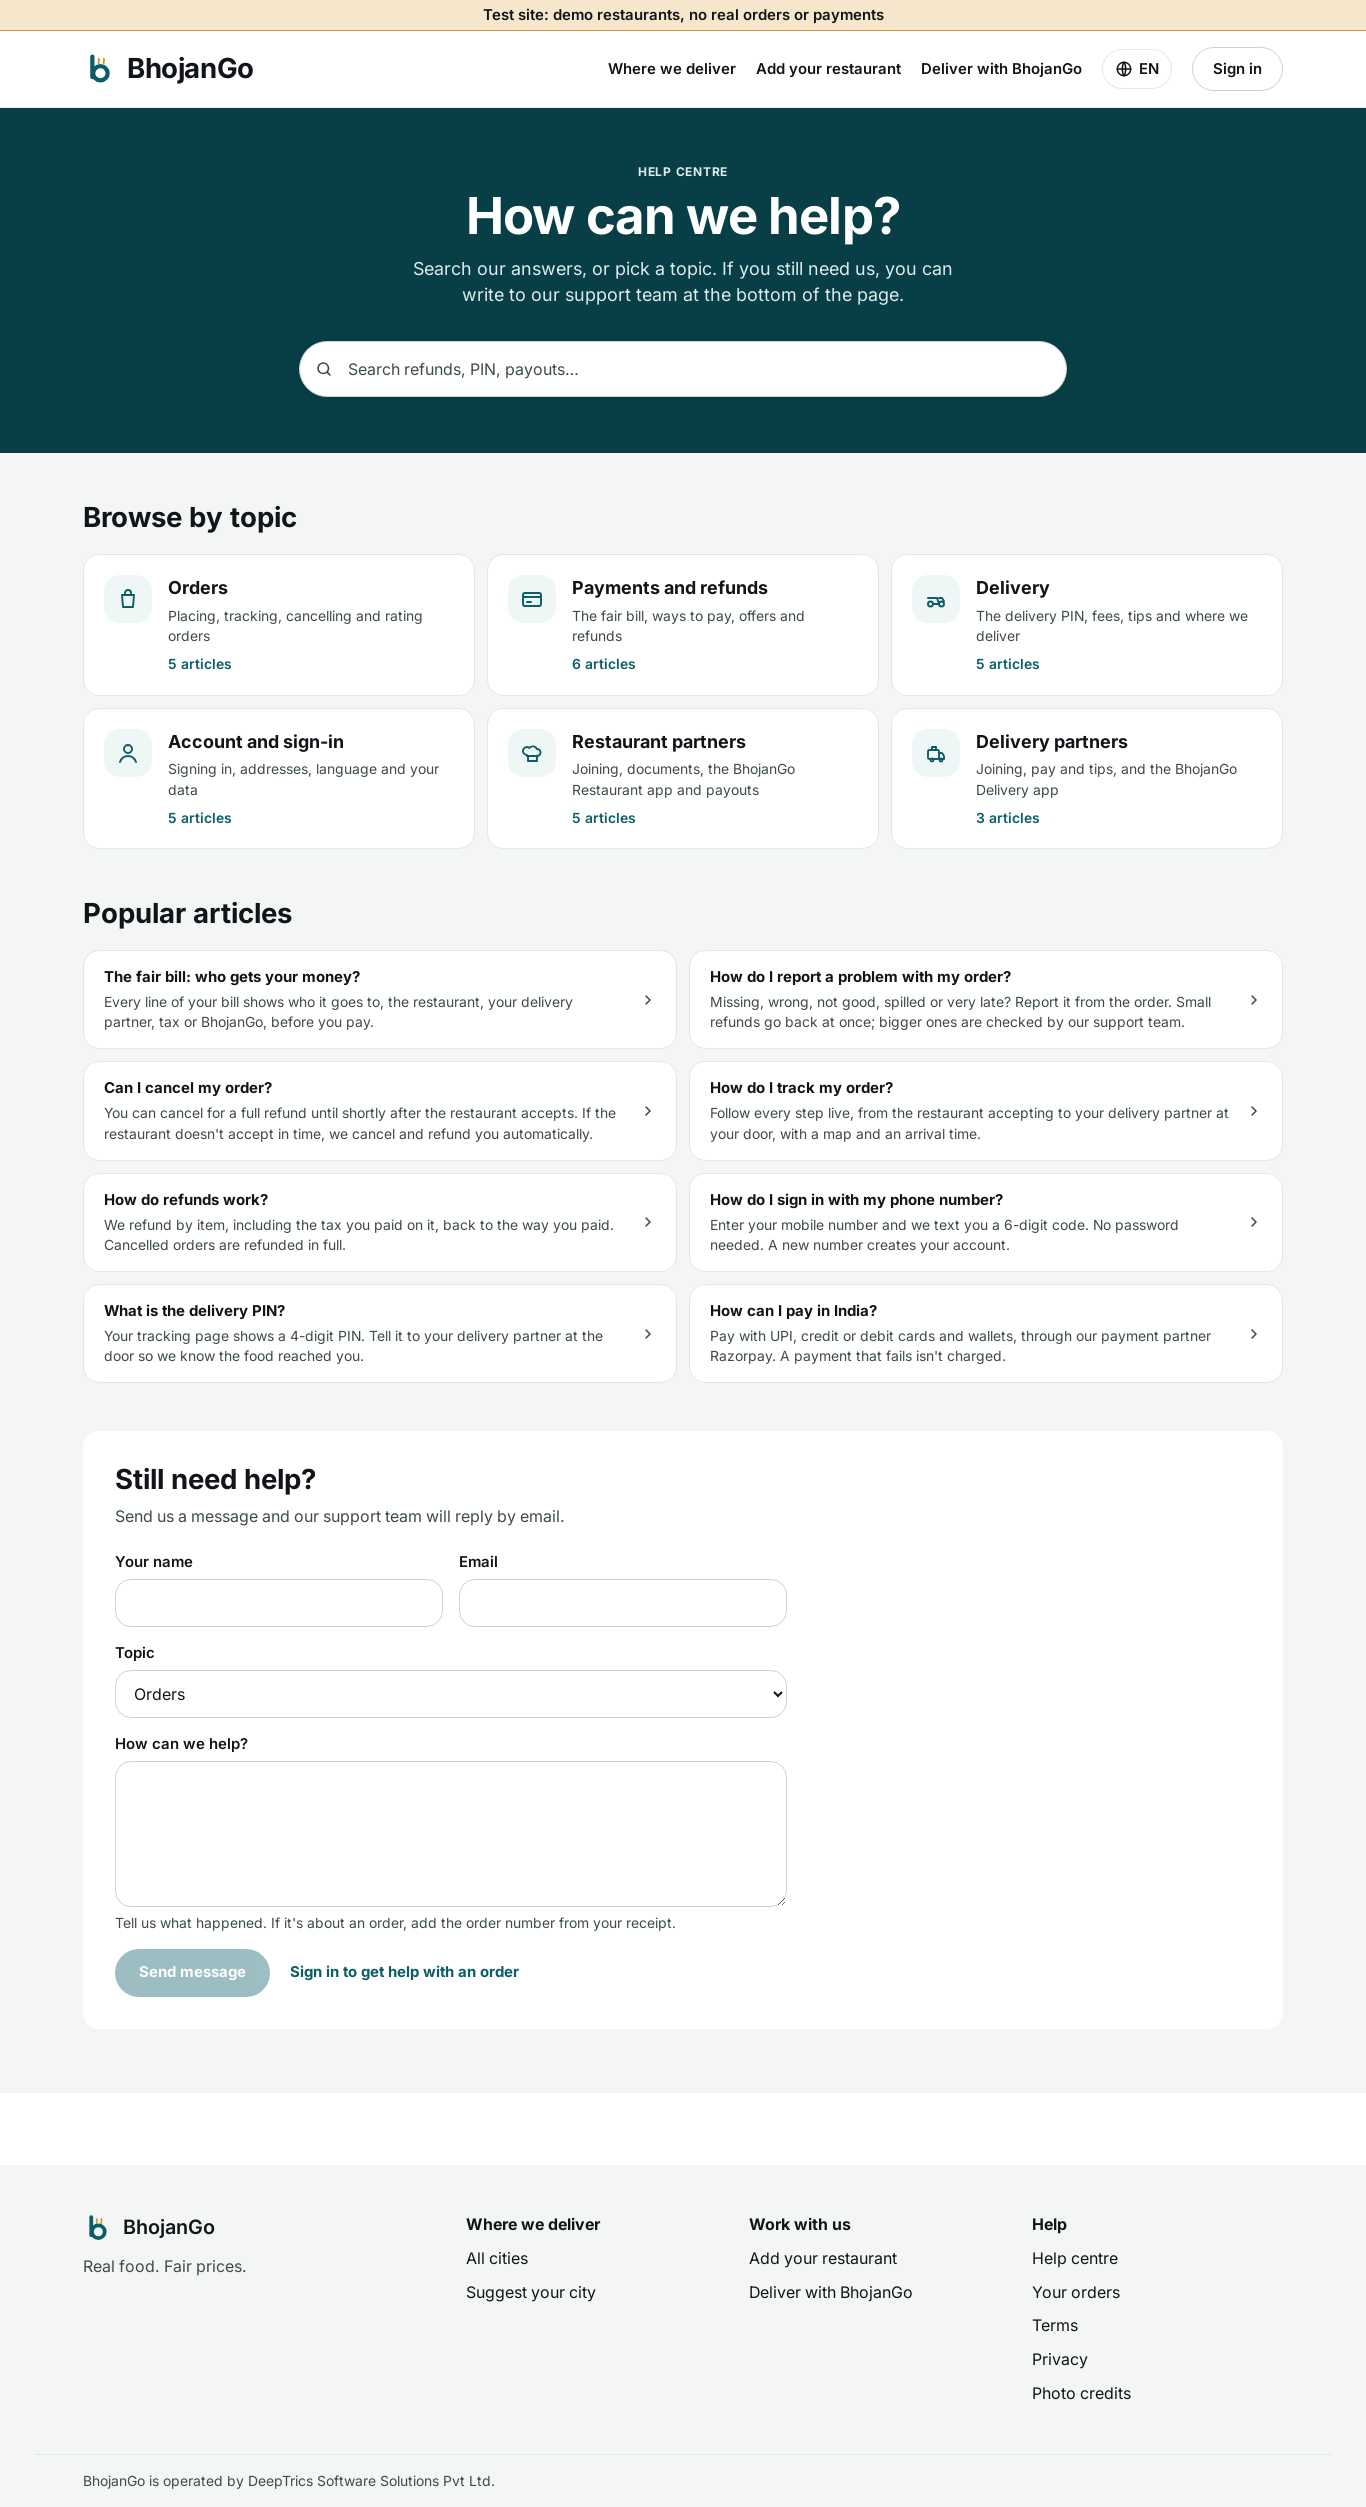 Test site: demo restaurants, no real orders or payments
BhojanGo
Where we deliver
Add your restaurant
Deliver with BhojanGo
EN
Sign in
HELP CENTRE
How can we help?
Search our answers, or pick a topic. If you still need us, you can
write to our support team at the bottom of the page.
Search refunds, PIN, payouts...
Browse by topic
Orders
Placing, tracking, cancelling and rating
orders
5 articles
Payments and refunds
The fair bill, ways to pay, offers and
refunds
6 articles
Delivery
The delivery PIN, fees, tips and where we
deliver
5 articles
Account and sign-in
Signing in, addresses, language and your
data
5 articles
Restaurant partners
Joining, documents, the BhojanGo
Restaurant app and payouts
5 articles
Delivery partners
Joining, pay and tips, and the BhojanGo
Delivery app
3 articles
Popular articles
The fair bill: who gets your money?
Every line of your bill shows who it goes to, the restaurant, your delivery
partner, tax or BhojanGo, before you pay.
How do I report a problem with my order?
Missing, wrong, not good, spilled or very late? Report it from the order. Small
refunds go back at once; bigger ones are checked by our support team.
Can I cancel my order?
You can cancel for a full refund until shortly after the restaurant accepts. If the
restaurant doesn't accept in time, we cancel and refund you automatically.
How do I track my order?
Follow every step live, from the restaurant accepting to your delivery partner at
your door, with a map and an arrival time.
How do refunds work?
We refund by item, including the tax you paid on it, back to the way you paid.
Cancelled orders are refunded in full.
How do I sign in with my phone number?
Enter your mobile number and we text you a 6-digit code. No password
needed. A new number creates your account.
What is the delivery PIN?
Your tracking page shows a 4-digit PIN. Tell it to your delivery partner at the
door so we know the food reached you.
How can I pay in India?
Pay with UPI, credit or debit cards and wallets, through our payment partner
Razorpay. A payment that fails isn't charged.
Still need help?
Send us a message and our support team will reply by email.
Your name
Email
Topic
Orders
How can we help?
Tell us what happened. If it's about an order, add the order number from your receipt.
Send message
Sign in to get help with an order
BhojanGo
Real food. Fair prices.
Where we deliver
All cities
Suggest your city
Work with us
Add your restaurant
Deliver with BhojanGo
Help
Help centre
Your orders
Terms
Privacy
Photo credits
BhojanGo is operated by DeepTrics Software Solutions Pvt Ltd.